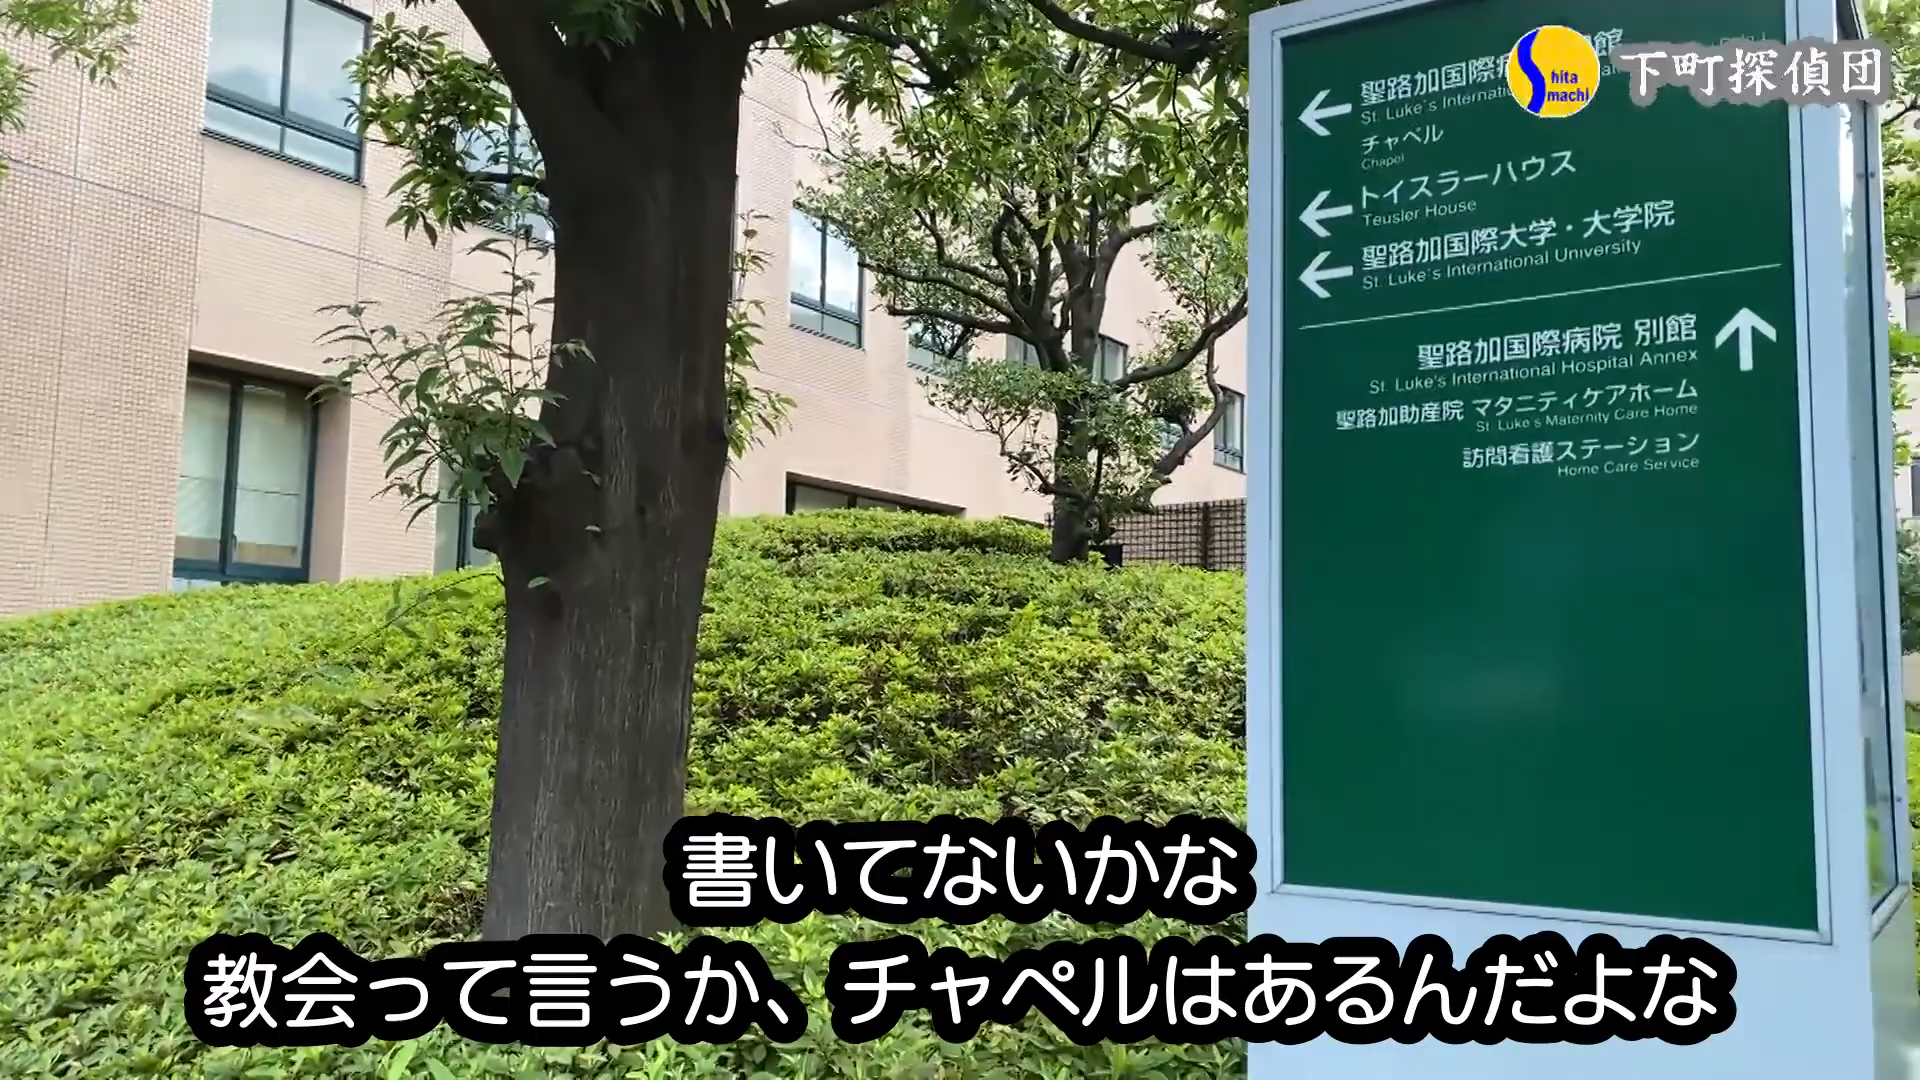 聖路加国際病
館
St. Luke's Internati
チャペル
Chapel
トイスラーハウス
Teusler House
聖路加国際大学・大学院
St. Luke's International University
聖路加国際病院 別館
St. Luke's International Hospital Annex
聖路加助産院 マタニティケアホーム
St. Luke's Maternity Care Home
訪問看護ステーション
Home Care Service
Shita
machi
下町探偵団
書いてないかな
教会って言うか、チャペルはあるんだよな